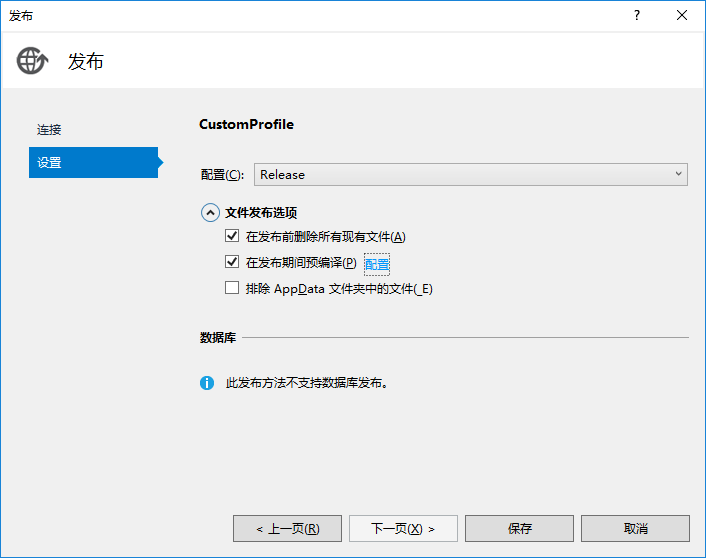 发布
?
发布
连接
设置
CustomProfile
配置(C):
Release
文件发布选项
在发布前删除所有现有文件(A)
在发布期间预编译(P) 配置
排除 AppData 文件夹中的文件(_E)
数据库
此发布方法不支持数据库发布。
< 上一页(R) 下一页(X) > 保存 取消